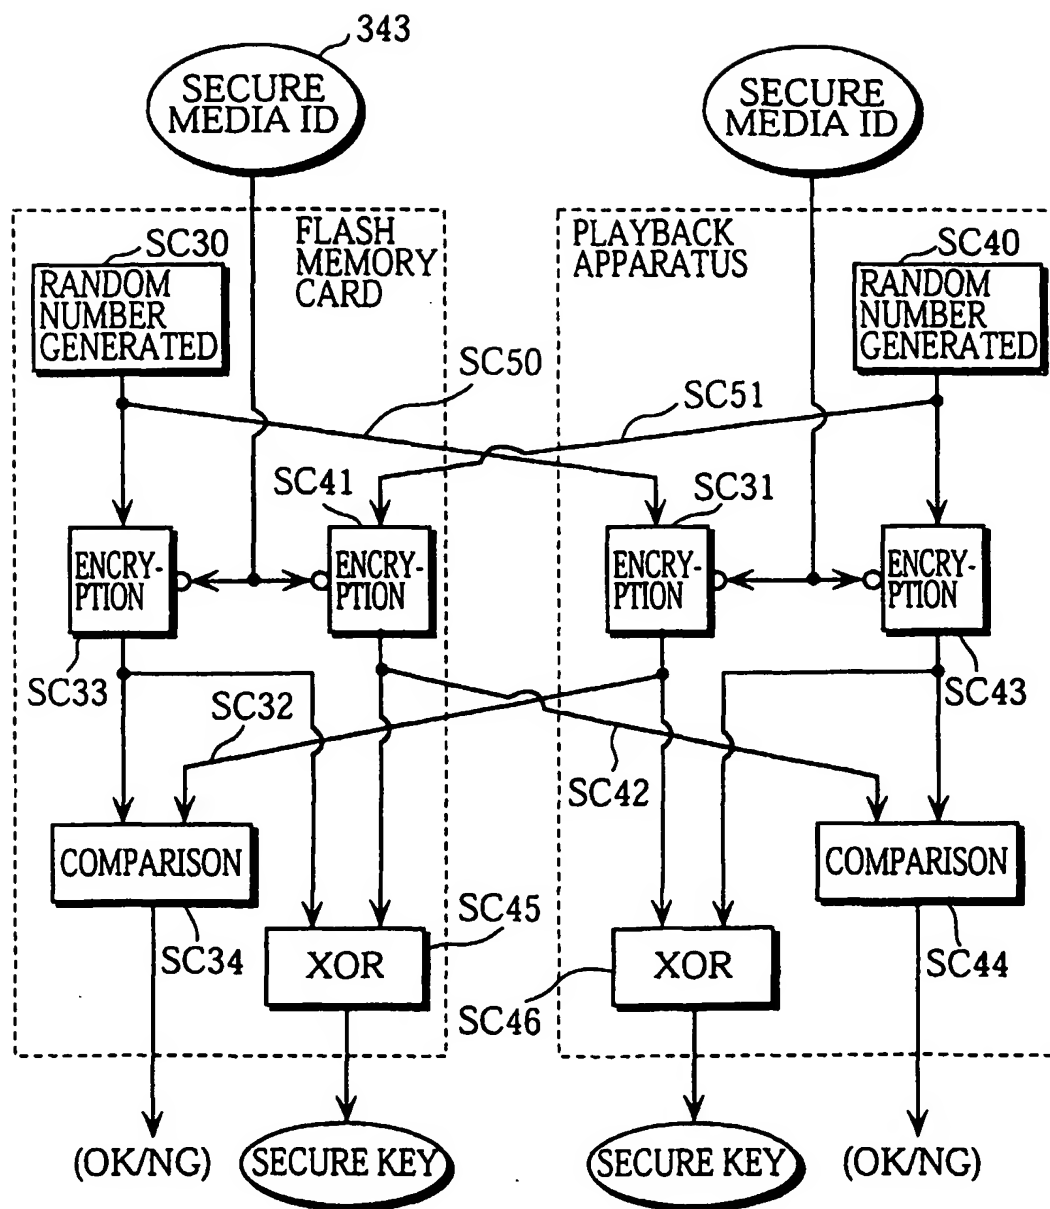 343
SECURE
MEDIA ID
SECURE
MEDIA ID
SC30
FLASH
MEMORY
CARD
PLAYBACK
APPARATUS
SC40
RANDOM
NUMBER
GENERATED
RANDOM
NUMBER
GENERATED
SC50
SC51
SC41
SC31
ENCRY-
PTION
ENCRY-
PTION
ENCRY-
PTION
ENCRY-
PTION
SC33
SC32
SC43
SC42
COMPARISON
COMPARISON
SC34
SC45
SC44
XOR
XOR
SC46
(OK/NG)
SECURE KEY
SECURE KEY
(OK/NG)